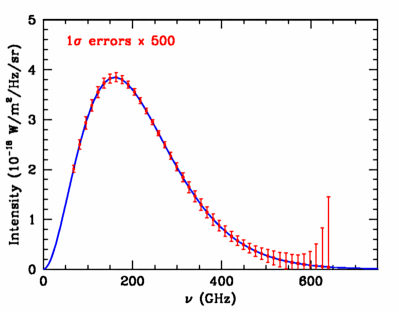 1σ errors x 500
Intensity (10⁻¹⁸ W/m²/Hz/sr)
5
4
3
2
1
0
0 200 400 600
ν (GHz)